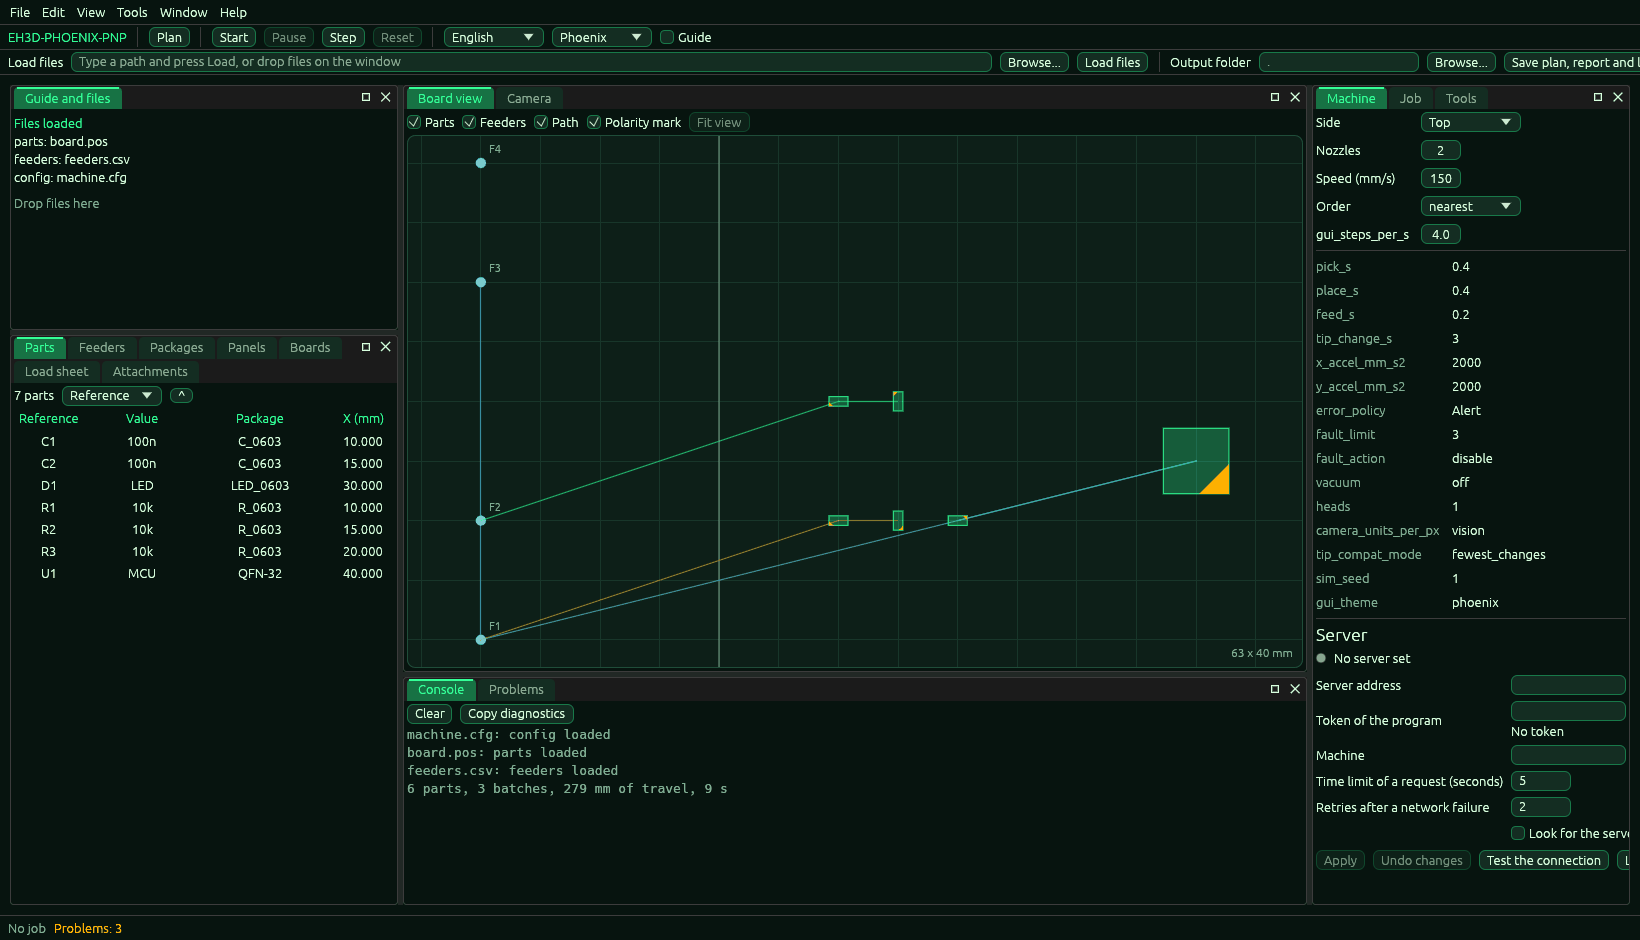 File Edit View Tools Window Help
EH3D-PHOENIX-PNP Plan Start Pause Step Reset English Phoenix Guide
Load files Type a path and press Load, or drop files on the window Browse... Load files Output folder . Browse... Save plan, report and l
Guide and files
Files loaded
parts: board.pos
feeders: feeders.csv
config: machine.cfg
Drop files here
Parts Feeders Packages Panels Boards
Load sheet Attachments
7 parts Reference ^
Reference Value Package X (mm)
C1 100n C_0603 10.000
C2 100n C_0603 15.000
D1 LED LED_0603 30.000
R1 10k R_0603 10.000
R2 10k R_0603 15.000
R3 10k R_0603 20.000
U1 MCU QFN-32 40.000
Board view Camera
Parts Feeders Path Polarity mark Fit view
F4
F3
F2
F1
63 x 40 mm
Console Problems
Clear Copy diagnostics
machine.cfg: config loaded
board.pos: parts loaded
feeders.csv: feeders loaded
6 parts, 3 batches, 279 mm of travel, 9 s
Machine Job Tools
Side Top
Nozzles 2
Speed (mm/s) 150
Order nearest
gui_steps_per_s 4.0
pick_s 0.4
place_s 0.4
feed_s 0.2
tip_change_s 3
x_accel_mm_s2 2000
y_accel_mm_s2 2000
error_policy Alert
fault_limit 3
fault_action disable
vacuum off
heads 1
camera_units_per_px vision
tip_compat_mode fewest_changes
sim_seed 1
gui_theme phoenix
Server
No server set
Server address
Token of the program
No token
Machine
Time limit of a request (seconds) 5
Retries after a network failure 2
Look for the serve
Apply Undo changes Test the connection L
No job Problems: 3